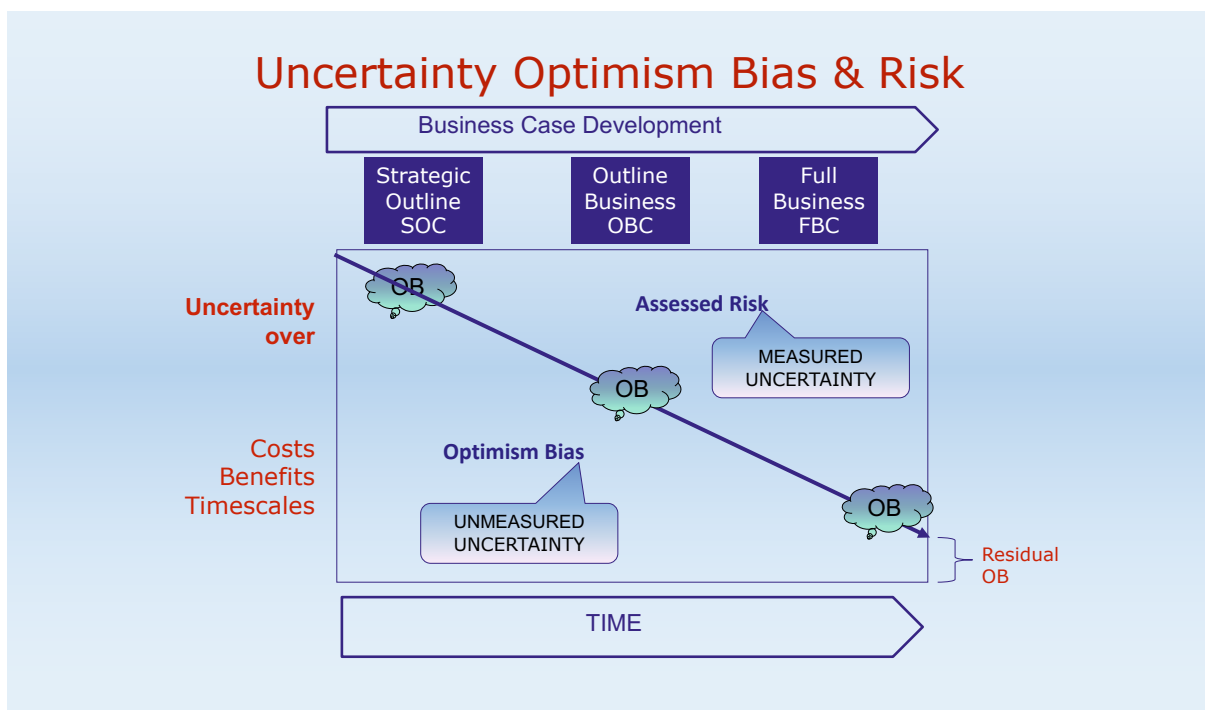 Uncertainty Optimism Bias & Risk
Business Case Development
Strategic
Outline
SOC
Outline
Business
OBC
Full
Business
FBC
OB
Uncertainty
over
Assessed Risk
MEASURED
UNCERTAINTY
OB
Costs
Benefits
Timescales
Optimism Bias
UNMEASURED
UNCERTAINTY
OB
Residual
OB
TIME